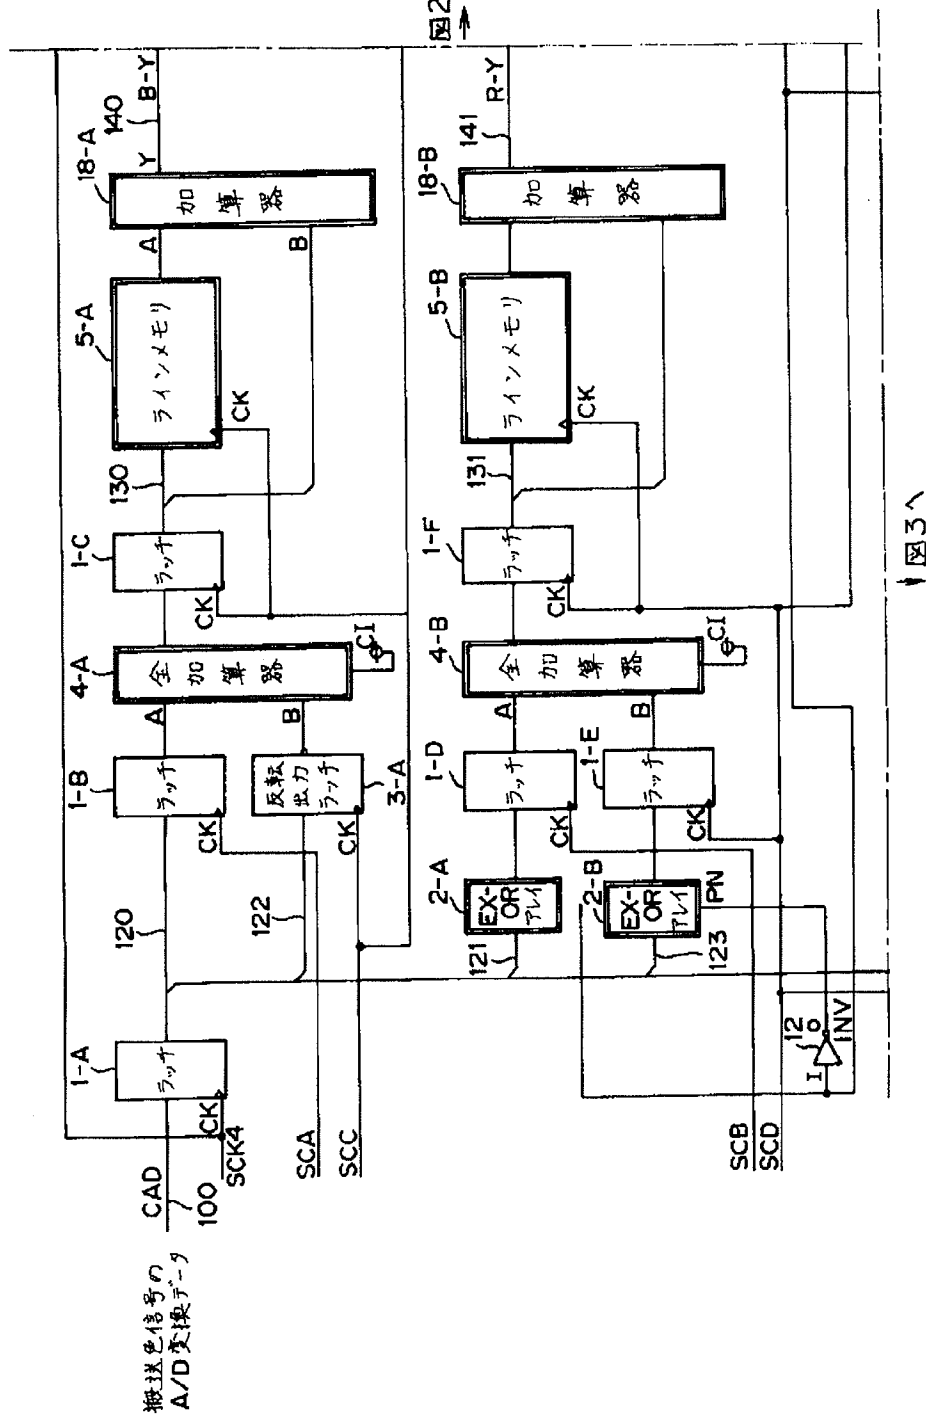 搬送色信号の
A/D変換データ
CAD
100
SCK4
CK
1-A
ラッチ
120
122
SCA
SCC
1-B
ラッチ
CK
反転
出力
ラッチ
3-A
CK
A
B
4-A
全加算器
CI
1-C
ラッチ
CK
130
5-A
ラインメモリ
CK
A
B
18-A
加算器
Y
140
B-Y
図2
121
123
2-A
EX-
OR
アレイ
2-B
EX-
OR
アレイ
PN
SCB
SCD
I
12
O
INV
1-D
ラッチ
CK
1-E
ラッチ
CK
A
B
4-B
全加算器
CI
1-F
ラッチ
CK
131
5-B
ラインメモリ
CK
18-B
加算器
141
R-Y
図3へ